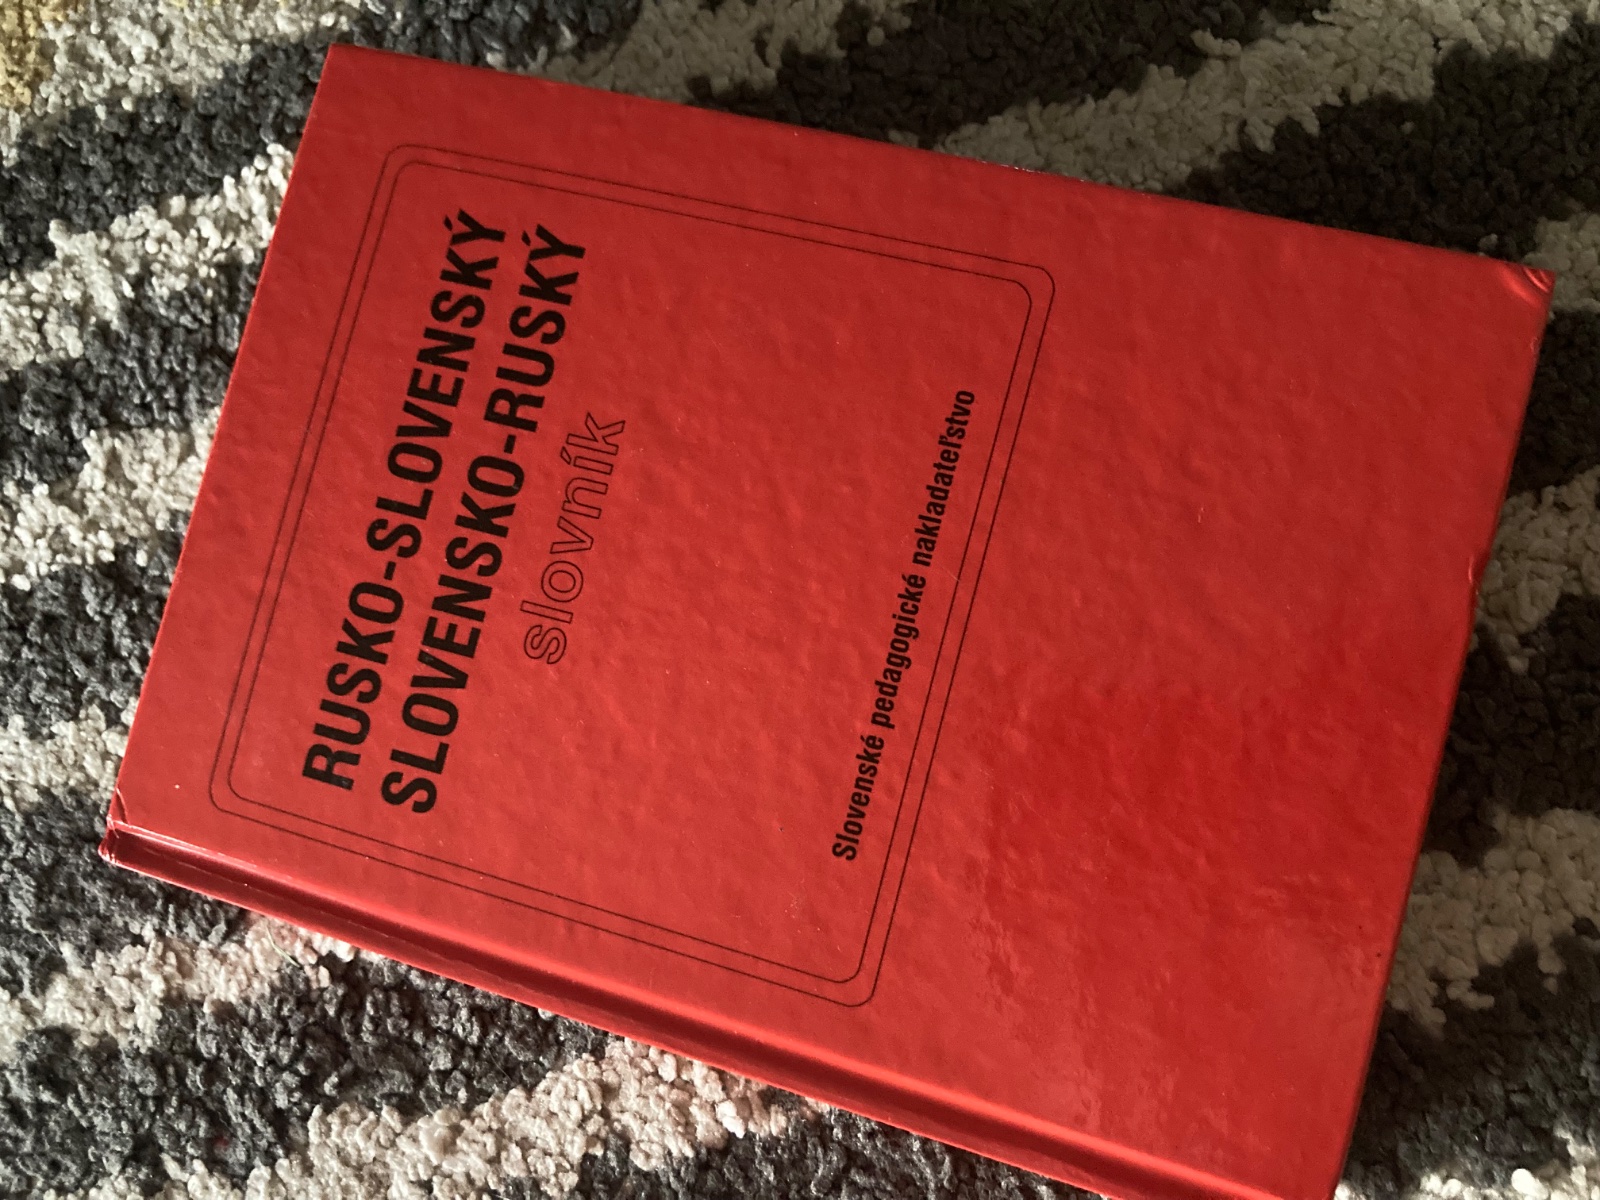 RUSKO-SLOVENSKÝ
SLOVENSKO-RUSKÝ
slovník
Slovenské pedagogické nakladateľstvo